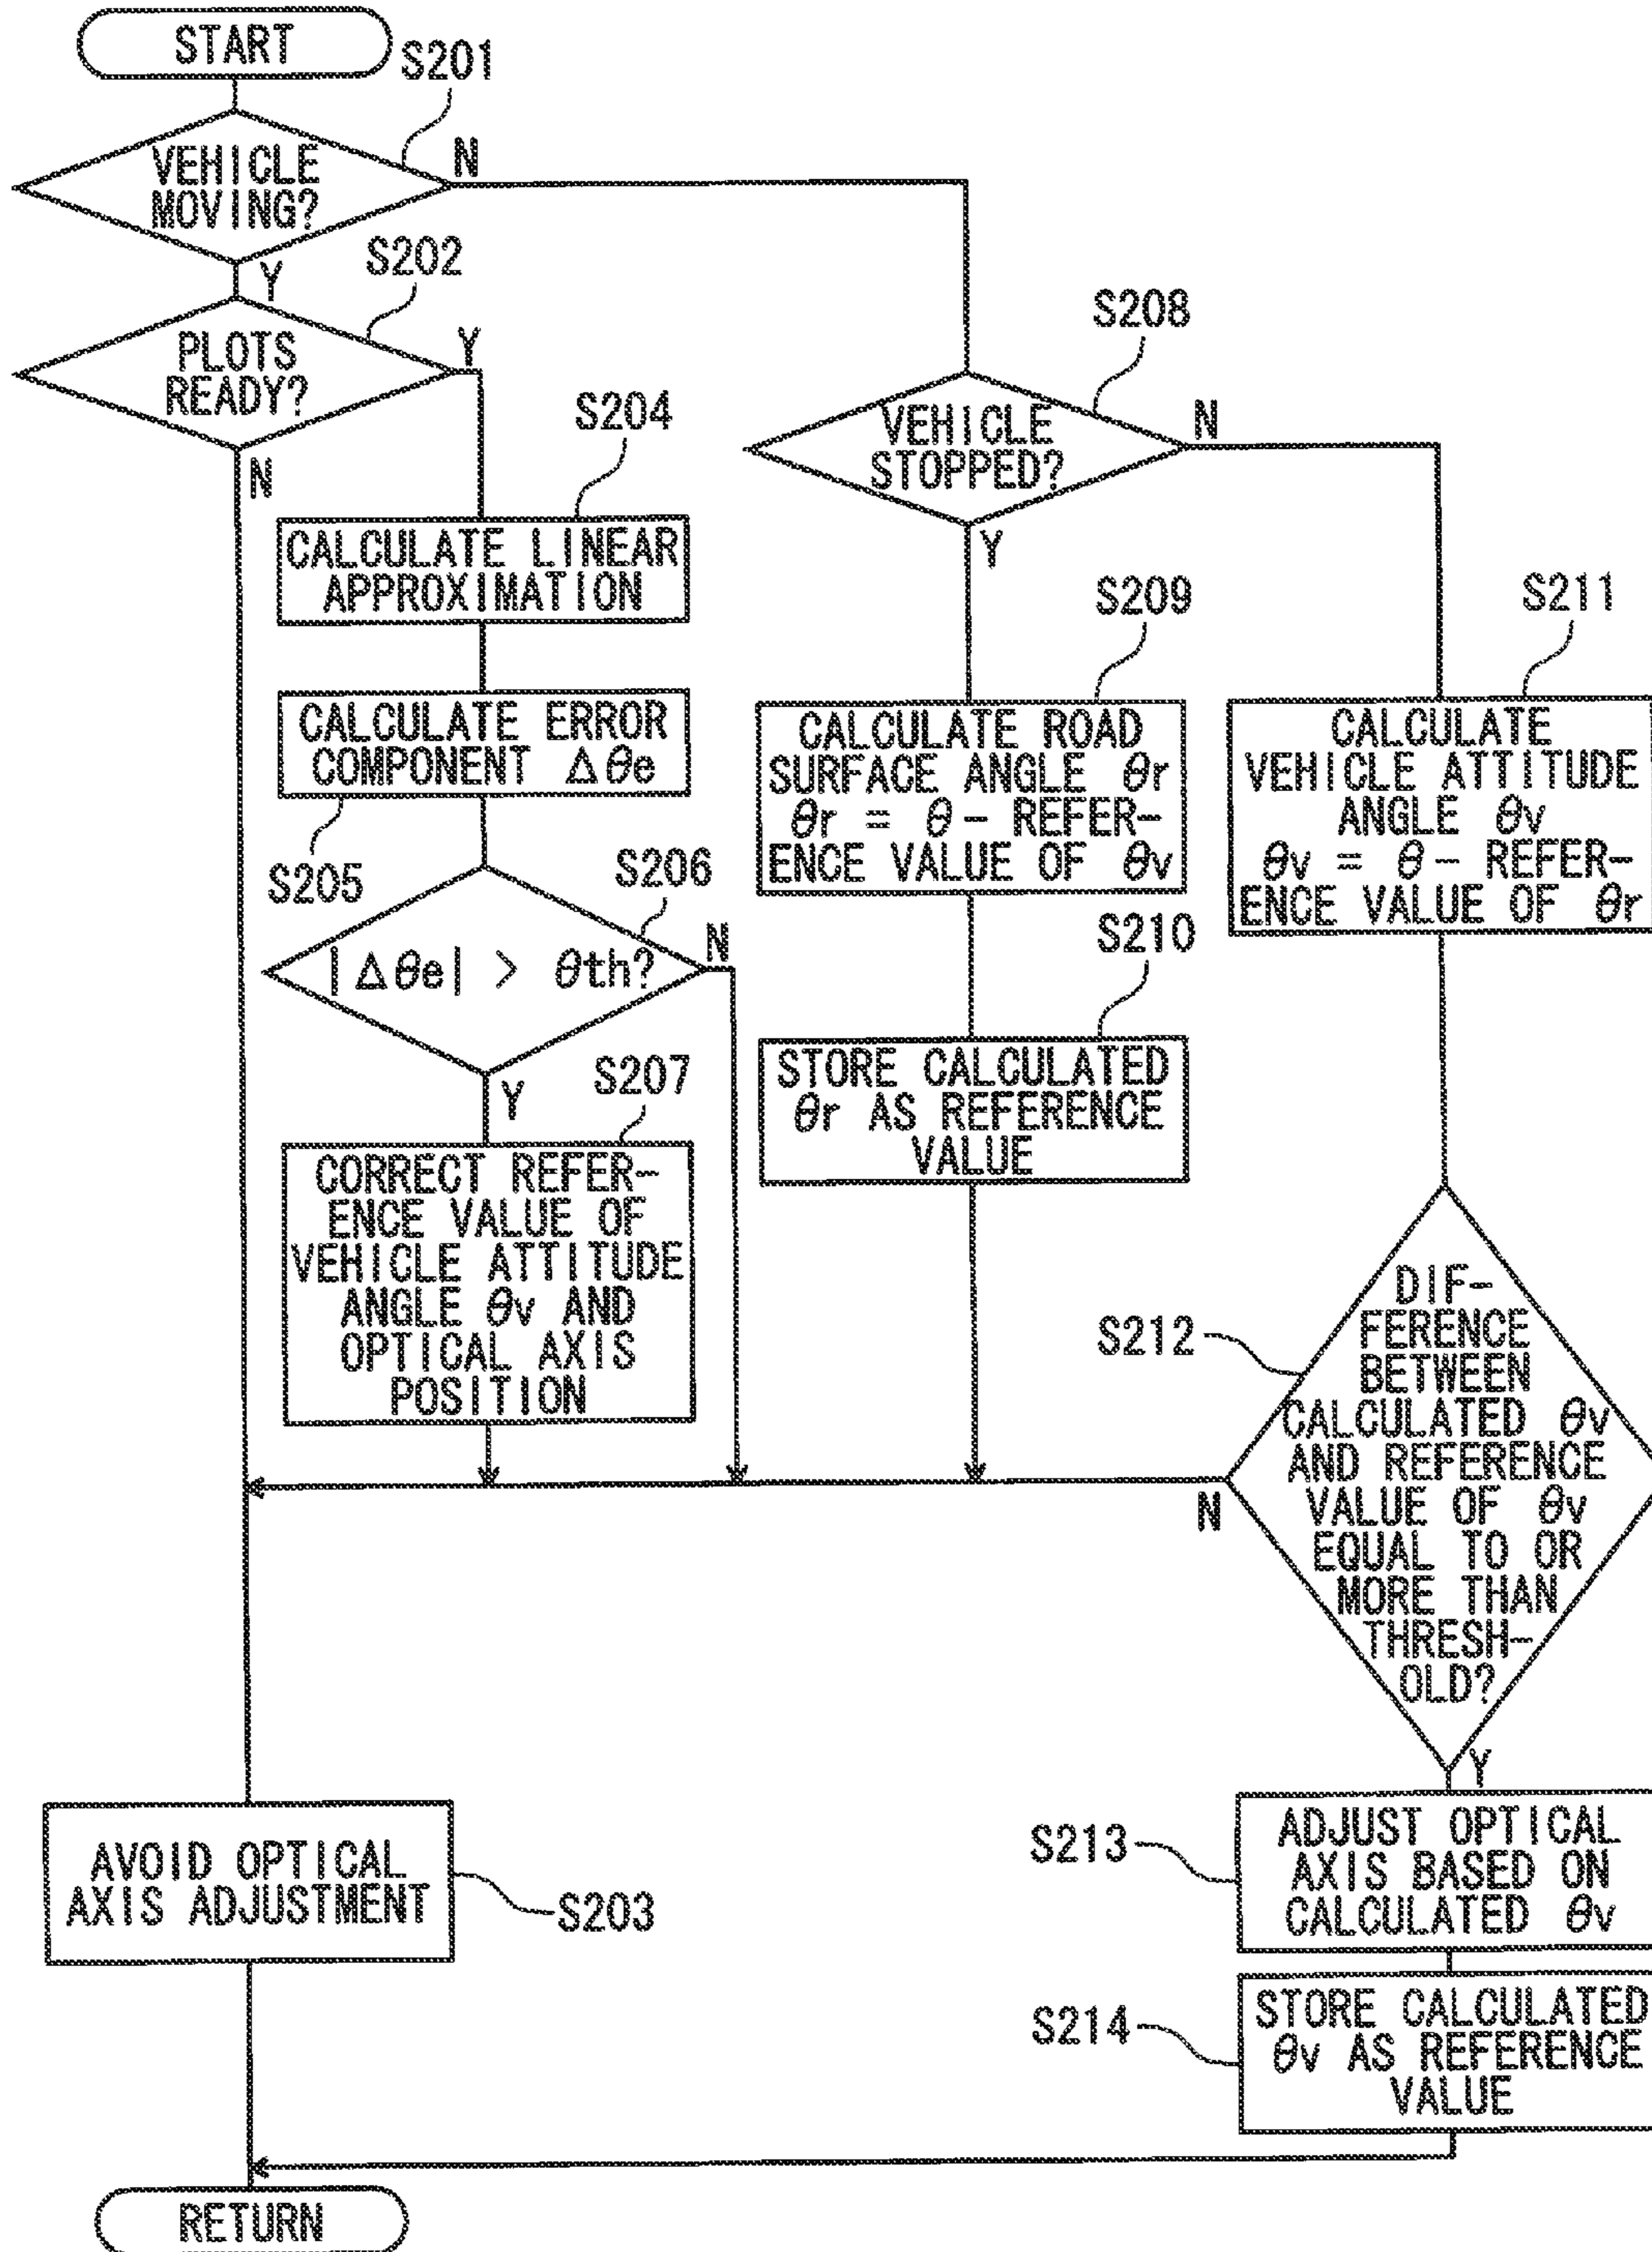 START
S201
VEHICLE
MOVING?
N
Y
S202
PLOTS
READY?
Y
N
S204
CALCULATE LINEAR
APPROXIMATION
CALCULATE ERROR
COMPONENT Δθe
S205
S206
|Δθe| > θth?
N
Y
S207
CORRECT REFER-
ENCE VALUE OF
VEHICLE ATTITUDE
ANGLE θv AND
OPTICAL AXIS
POSITION
S208
VEHICLE
STOPPED?
N
Y
S209
CALCULATE ROAD
SURFACE ANGLE θr
θr = θ - REFER-
ENCE VALUE OF θv
S210
STORE CALCULATED
θr AS REFERENCE
VALUE
S211
CALCULATE
VEHICLE ATTITUDE
ANGLE θv
θv = θ - REFER-
ENCE VALUE OF θr
S212
DIF-
FERENCE
BETWEEN
CALCULATED θv
AND REFERENCE
VALUE OF θv
EQUAL TO OR
MORE THAN
THRESH-
OLD?
N
Y
S213
ADJUST OPTICAL
AXIS BASED ON
CALCULATED θv
S214
STORE CALCULATED
θv AS REFERENCE
VALUE
AVOID OPTICAL
AXIS ADJUSTMENT
S203
RETURN